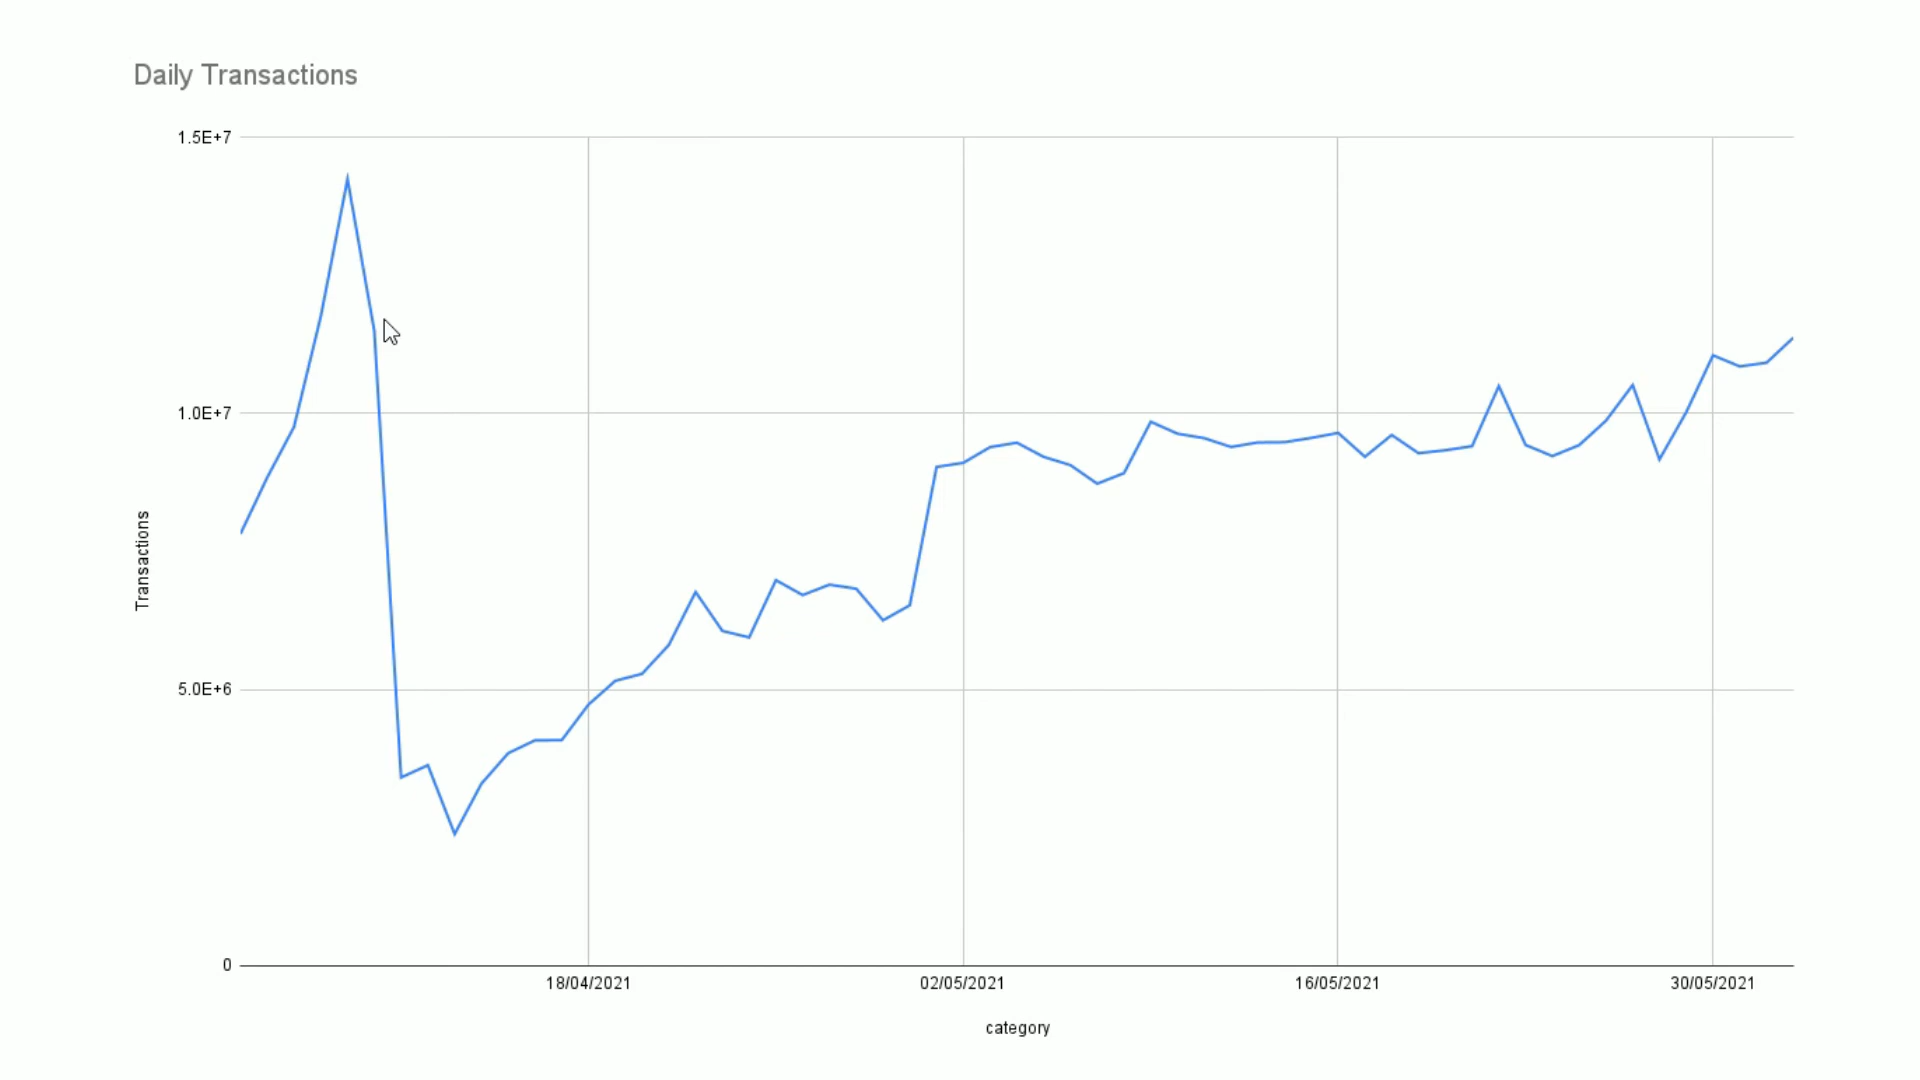 Daily Transactions
1.5E+7
1.0E+7
5.0E+6
0
Transactions
18/04/2021 02/05/2021 16/05/2021 30/05/2021
category